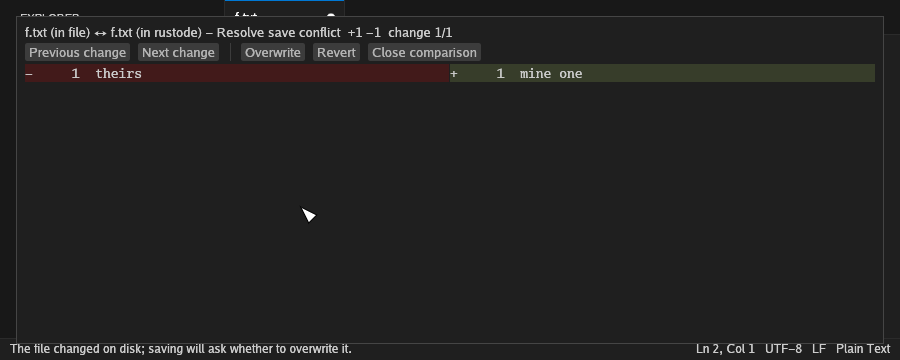 EXPLORER f.txt
f.txt (in file) ↔ f.txt (in rustode) – Resolve save conflict +1 −1 change 1/1
Previous change Next change Overwrite Revert Close comparison
− 1 theirs + 1 mine one
The file changed on disk; saving will ask whether to overwrite it. Ln 2, Col 1 UTF-8 LF Plain Text